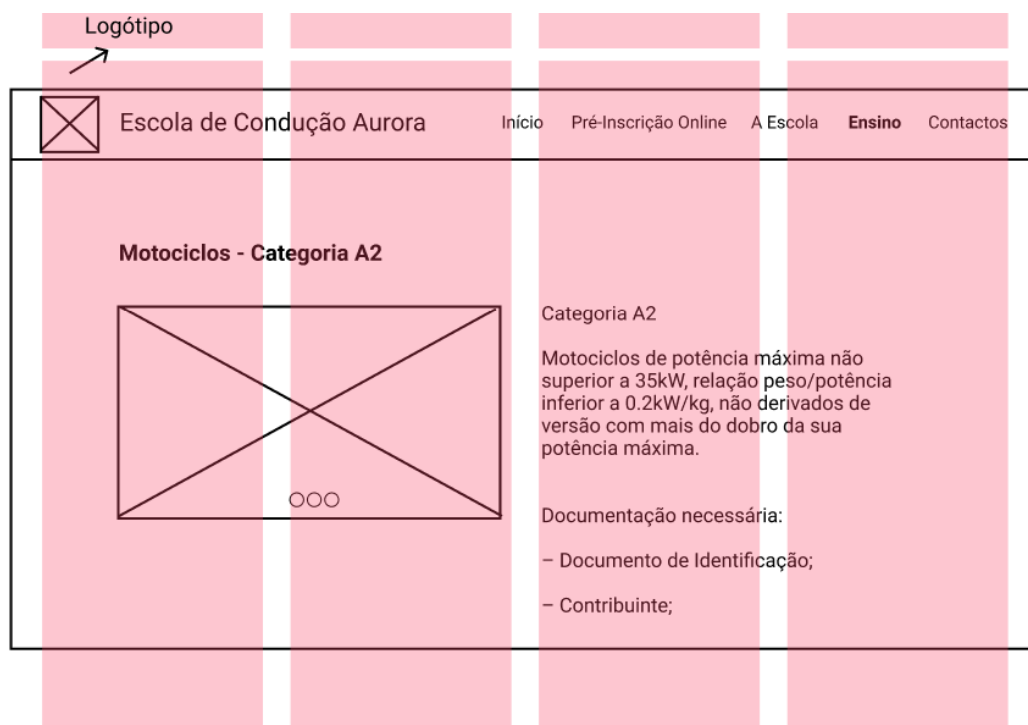 Logótipo
Escola de Condução Aurora
Início Pré-Inscrição Online A Escola Ensino Contactos
Motociclos - Categoria A2
Categoria A2
Motociclos de potência máxima não
superior a 35kW, relação peso/potência
inferior a 0.2kW/kg, não derivados de
versão com mais do dobro da sua
potência máxima.
Documentação necessária:
– Documento de Identificação;
– Contribuinte;